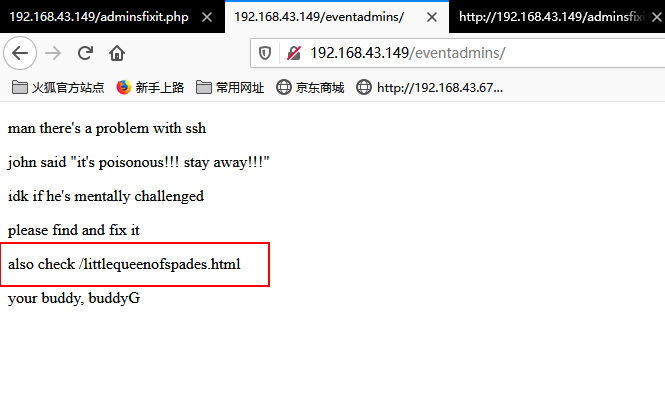 192.168.43.149/adminsfixit.php
192.168.43.149/eventadmins/
http://192.168.43.149/adminsfixi
192.168.43.149/eventadmins/
火狐官方站点
新手上路
常用网址
京东商城
http://192.168.43.67...
man there's a problem with ssh
john said "it's poisonous!!! stay away!!!"
idk if he's mentally challenged
please find and fix it
also check /littlequeenofspades.html
your buddy, buddyG